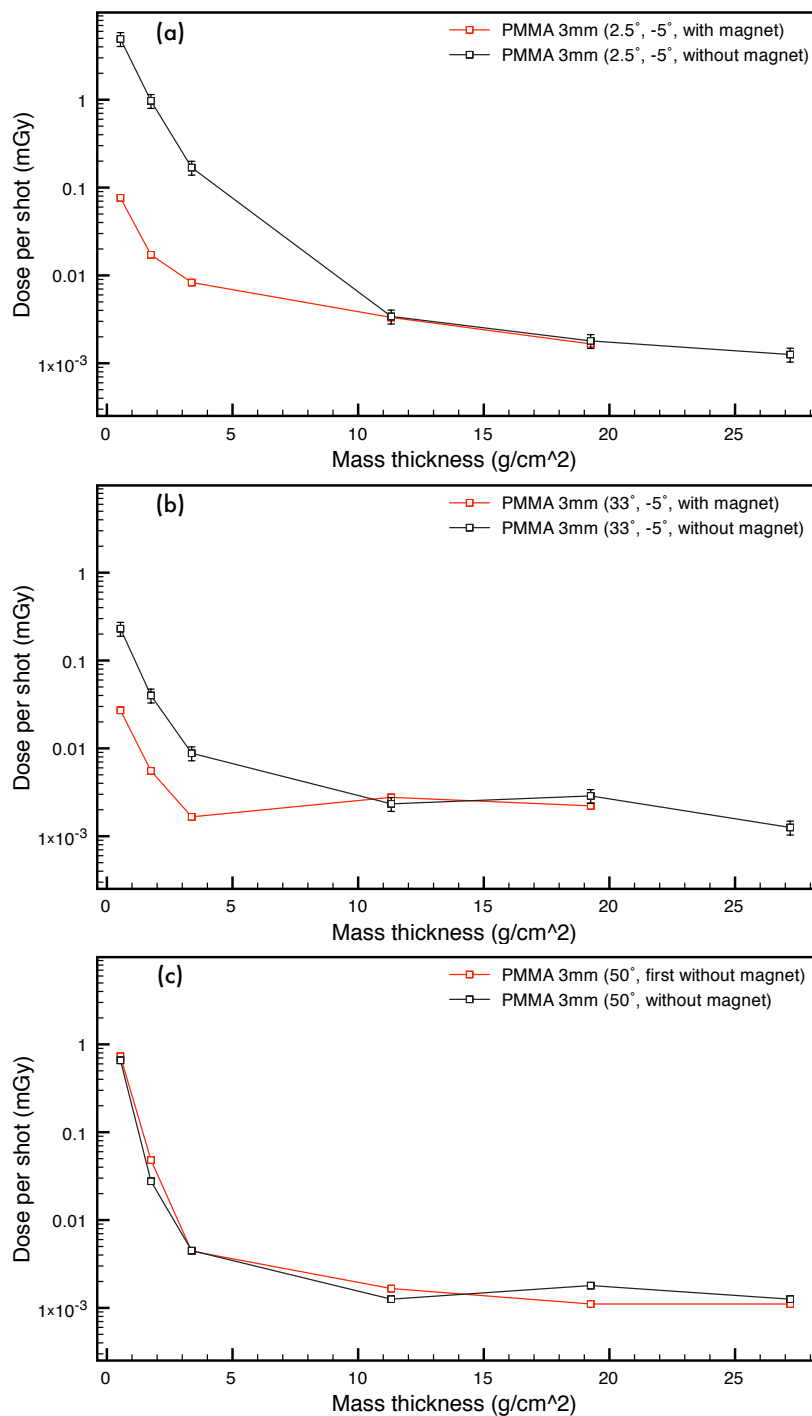 (a)
PMMA 3mm (2.5˚, -5˚, with magnet)
PMMA 3mm (2.5˚, -5˚, without magnet)
Dose per shot (mGy)
1
0.1
0.01
1×10-3
0 5 10 15 20 25
Mass thickness (g/cm^2)
(b)
PMMA 3mm (33˚, -5˚, with magnet)
PMMA 3mm (33˚, -5˚, without magnet)
Dose per shot (mGy)
1
0.1
0.01
1×10-3
0 5 10 15 20 25
Mass thickness (g/cm^2)
(c)
PMMA 3mm (50˚, first without magnet)
PMMA 3mm (50˚, without magnet)
Dose per shot (mGy)
1
0.1
0.01
1×10-3
0 5 10 15 20 25
Mass thickness (g/cm^2)